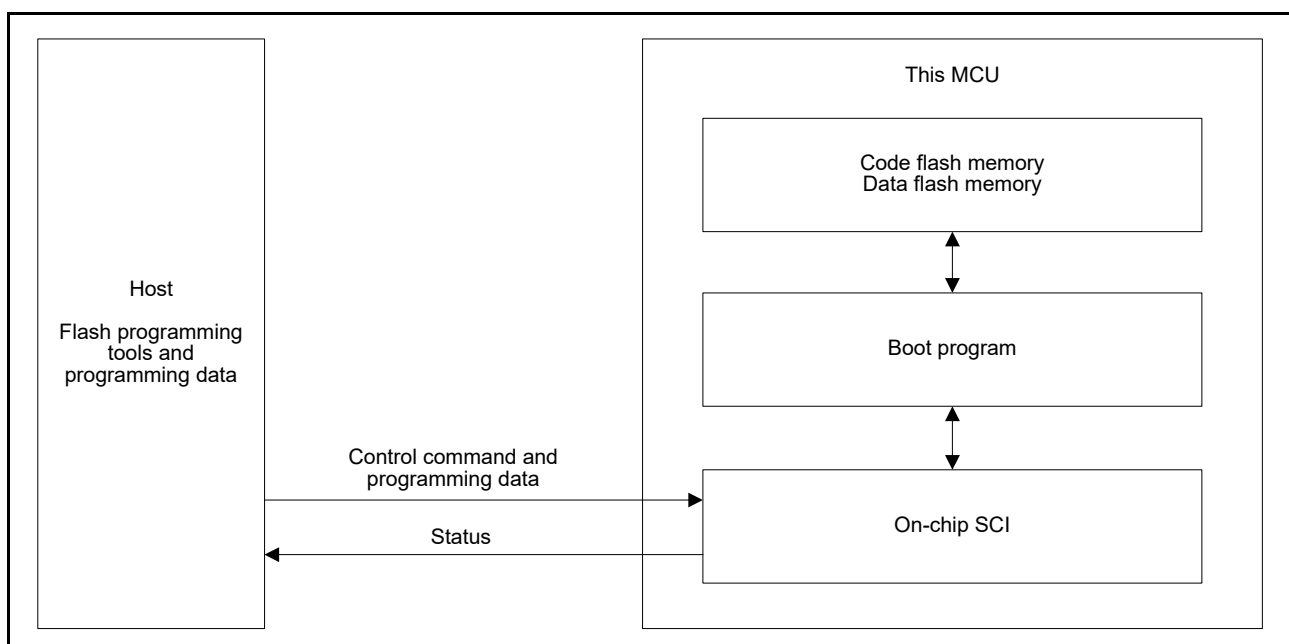 Host
Flash programming
tools and
programming data
Control command and
programming data
Status
This MCU
Code flash memory
Data flash memory
Boot program
On-chip SCI